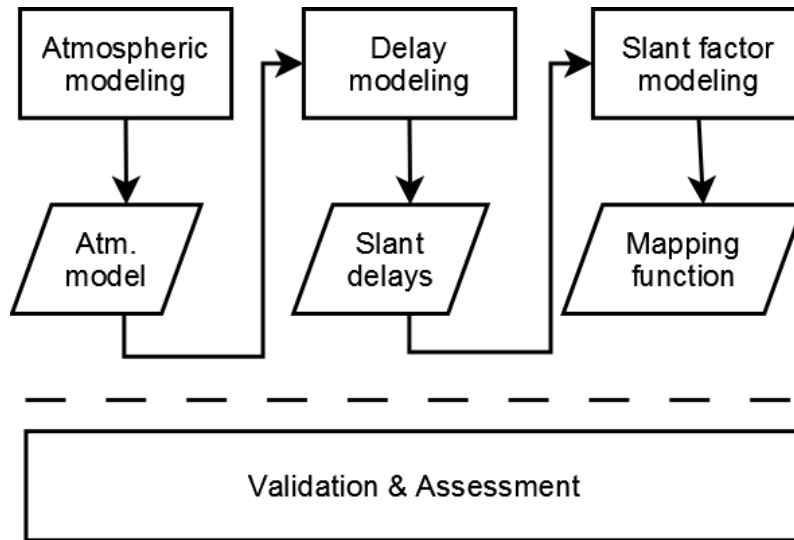 Atmospheric
modeling
Delay
modeling
Slant factor
modeling
Atm.
model
Slant
delays
Mapping
function
Validation & Assessment